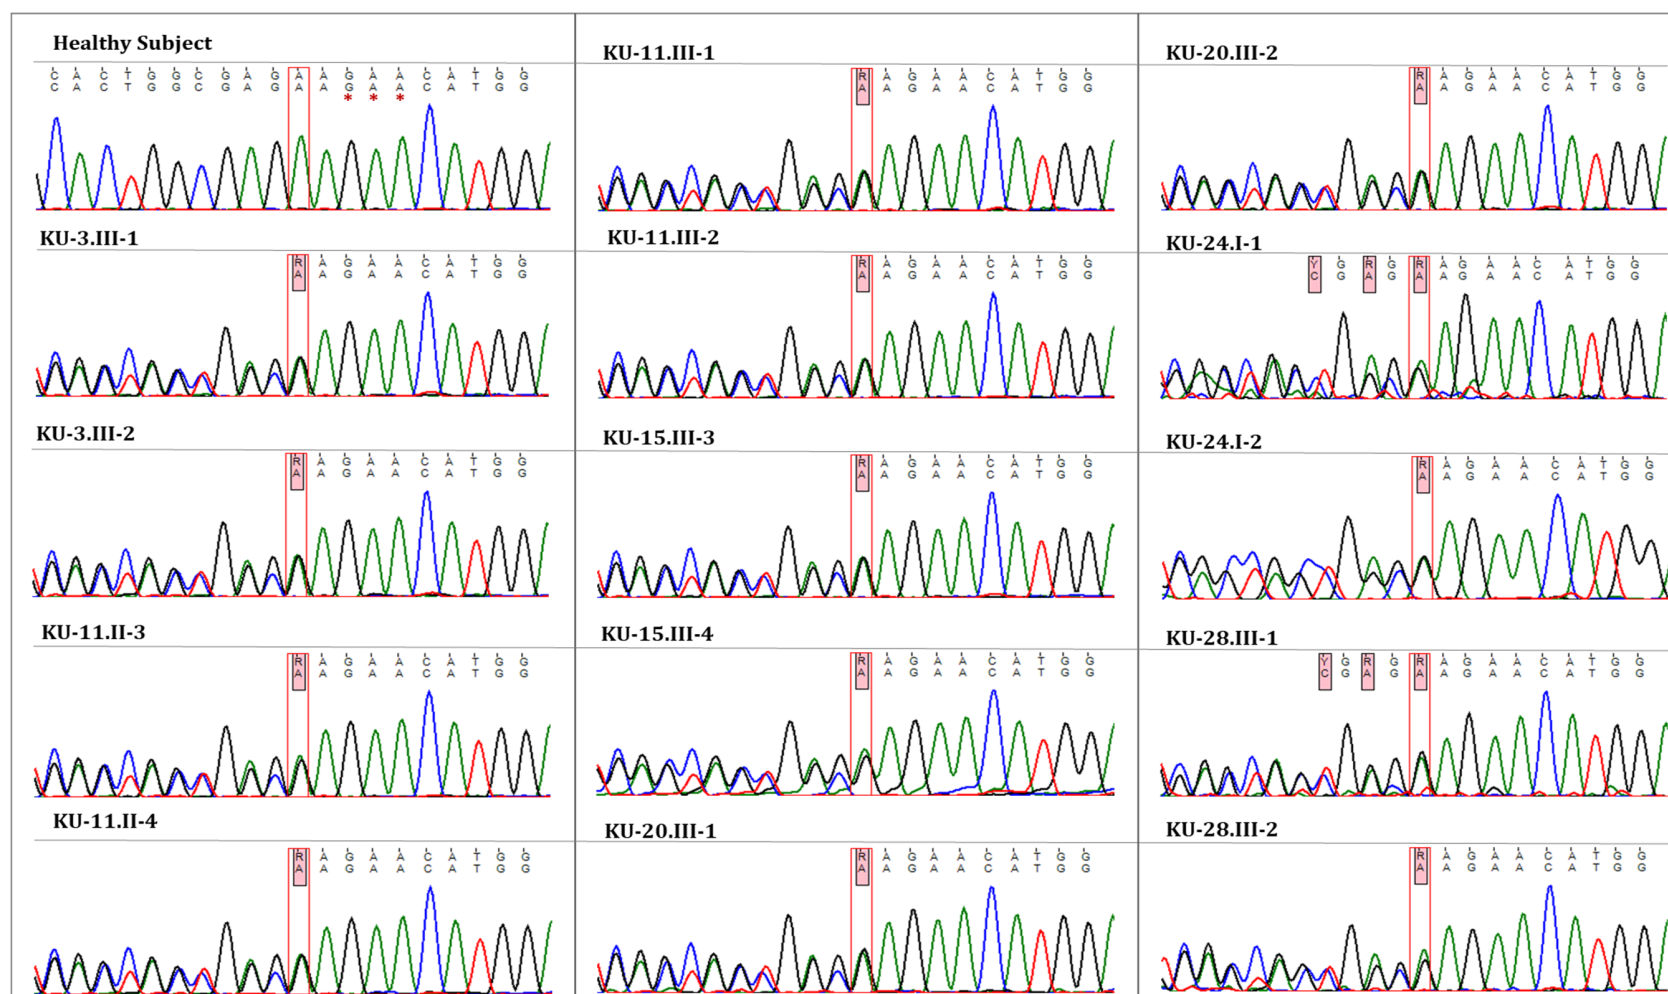 Healthy Subject
C A C T G G C G A G A A G A A C A T G G
C A C T G G C G A G A A G A A C A T G G
* * *
KU-3.III-1
R A G A A C A T G G
A A G A A C A T G G
KU-3.III-2
R A G A A C A T G G
A A G A A C A T G G
KU-11.II-3
R A G A A C A T G G
A A G A A C A T G G
KU-11.II-4
R A G A A C A T G G
A A G A A C A T G G
KU-11.III-1
R A G A A C A T G G
A A G A A C A T G G
KU-11.III-2
R A G A A C A T G G
A A G A A C A T G G
KU-15.III-3
R A G A A C A T G G
A A G A A C A T G G
KU-15.III-4
R A G A A C A T G G
A A G A A C A T G G
KU-20.III-1
R A G A A C A T G G
A A G A A C A T G G
KU-20.III-2
R A G A A C A T G G
A A G A A C A T G G
KU-24.I-1
Y G R G R A G A A C A T G G
C G A G A A G A A C A T G G
KU-24.I-2
R A G A A C A T G G
A A G A A C A T G G
KU-28.III-1
Y G R G R A G A A C A T G G
C G A G A A G A A C A T G G
KU-28.III-2
R A G A A C A T G G
A A G A A C A T G G